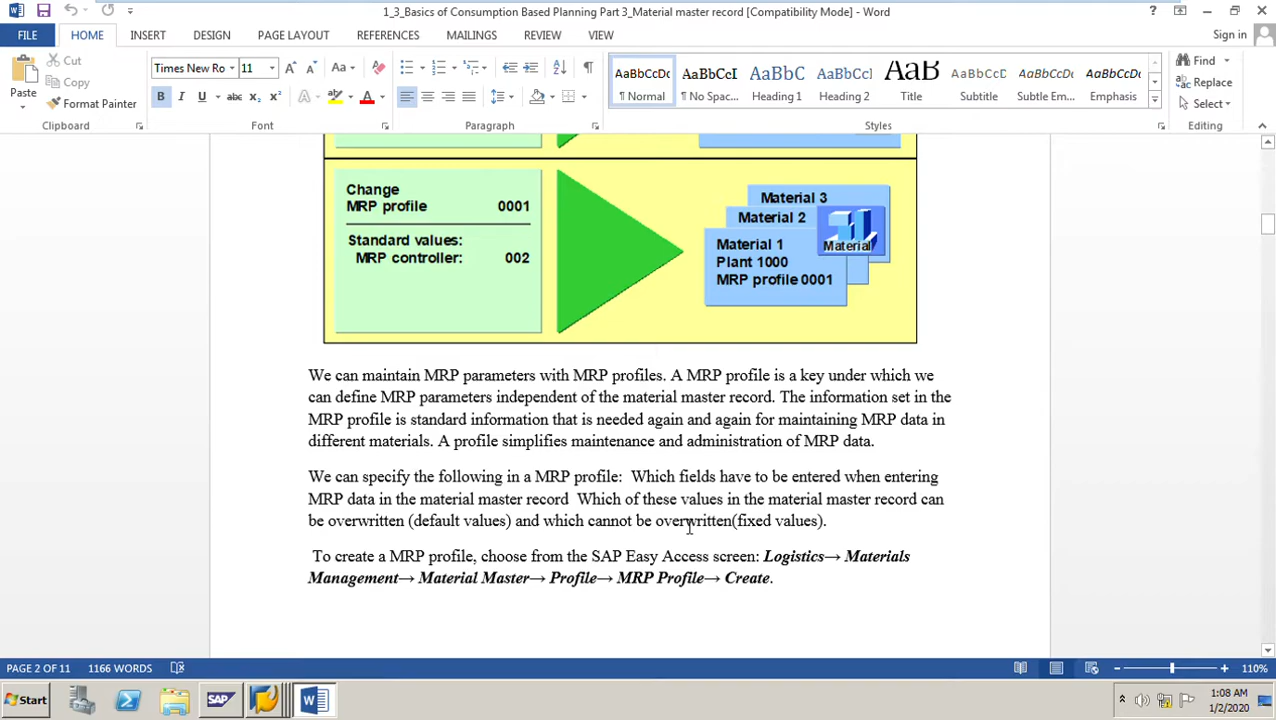 1_3_Basics of Consumption Based Planning Part 3_Material master record [Compatibility Mode] - Word
FILE HOME INSERT DESIGN PAGE LAYOUT REFERENCES MAILINGS REVIEW VIEW Sign in
Paste
Cut
Copy
Format Painter
Clipboard
Times New Ro 11
Font
Paragraph
AaBbCcDc AaBbCcI AaBbC AaBbCc AaB AaBbCcD AaBbCcDc AaBbCcDc
¶ Normal ¶ No Spac... Heading 1 Heading 2 Title Subtitle Subtle Em... Emphasis
Styles
Find
Replace
Select
Editing
Change
MRP profile 0001
Standard values:
MRP controller: 002
Material 3
Material 2
Material
Material 1
Plant 1000
MRP profile 0001
We can maintain MRP parameters with MRP profiles. A MRP profile is a key under which we
can define MRP parameters independent of the material master record. The information set in the
MRP profile is standard information that is needed again and again for maintaining MRP data in
different materials. A profile simplifies maintenance and administration of MRP data.
We can specify the following in a MRP profile:  Which fields have to be entered when entering
MRP data in the material master record  Which of these values in the material master record can
be overwritten (default values) and which cannot be overwritten(fixed values).
To create a MRP profile, choose from the SAP Easy Access screen: Logistics→ Materials
Management→ Material Master→ Profile→ MRP Profile→ Create.
PAGE 2 OF 11 1166 WORDS 110%
Start SAP 1:08 AM
1/2/2020